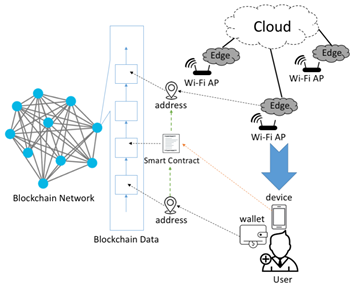 Cloud
Edge
Wi-Fi AP
Edge
Wi-Fi AP
Edge
Wi-Fi AP
address
Smart Contract
address
Blockchain Network
Blockchain Data
device
wallet
User